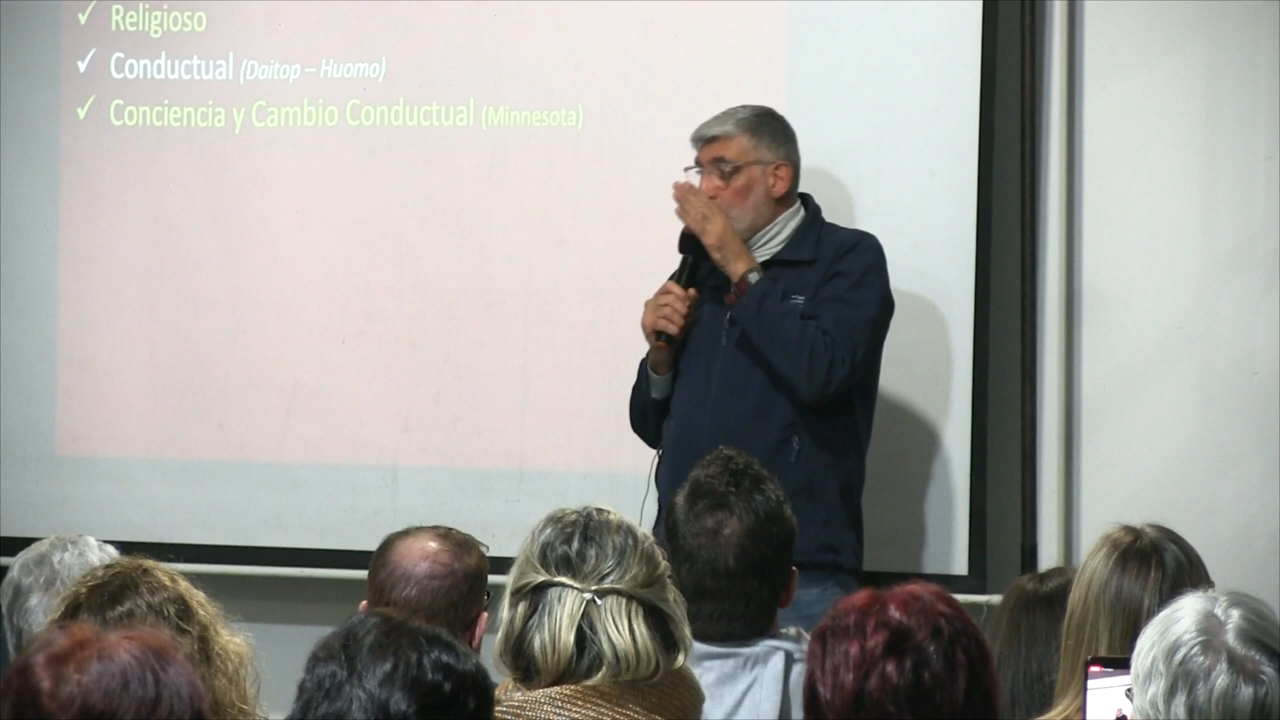 ✓ Religioso
✓ Conductual (Daitop – Huomo)
✓ Conciencia y Cambio Conductual (Minnesota)